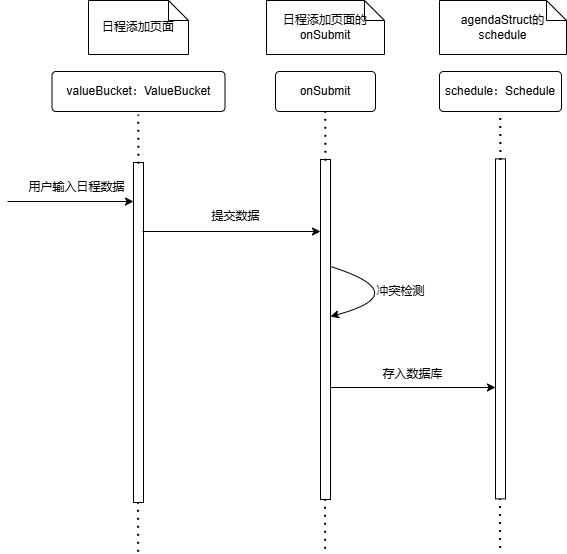 日程添加页面
日程添加页面的
onSubmit
agendaStruct的
schedule
valueBucket：ValueBucket
onSubmit
schedule：Schedule
用户输入日程数据
提交数据
冲突检测
存入数据库